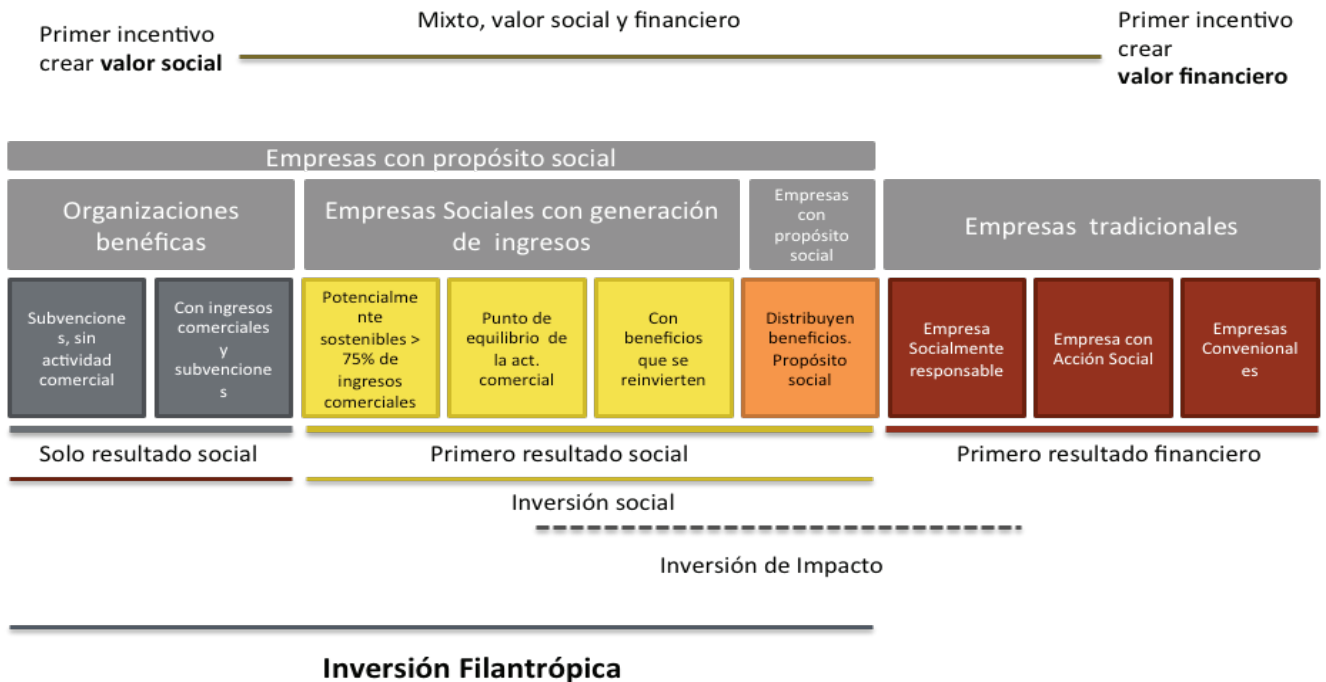 Primer incentivo
crear valor social
Mixto, valor social y financiero
Primer incentivo
crear
valor financiero
Empresas con propósito social
Organizaciones
benéficas
Empresas Sociales con generación
de ingresos
Empresas
con
propósito
social
Empresas tradicionales
Subvencione
s, sin
actividad
comercial
Con ingresos
comerciales
y
subvencione
s
Potencialme
nte
sostenibles >
75% de
ingresos
comerciales
Punto de
equilibrio de
la act.
comercial
Con
beneficios
que se
reinvierten
Distribuyen
beneficios.
Propósito
social
Empresa
Socialmente
responsable
Empresa con
Acción Social
Empresas
Convenional
es
Solo resultado social
Primero resultado social
Primero resultado financiero
Inversión social
Inversión de Impacto
Inversión Filantrópica